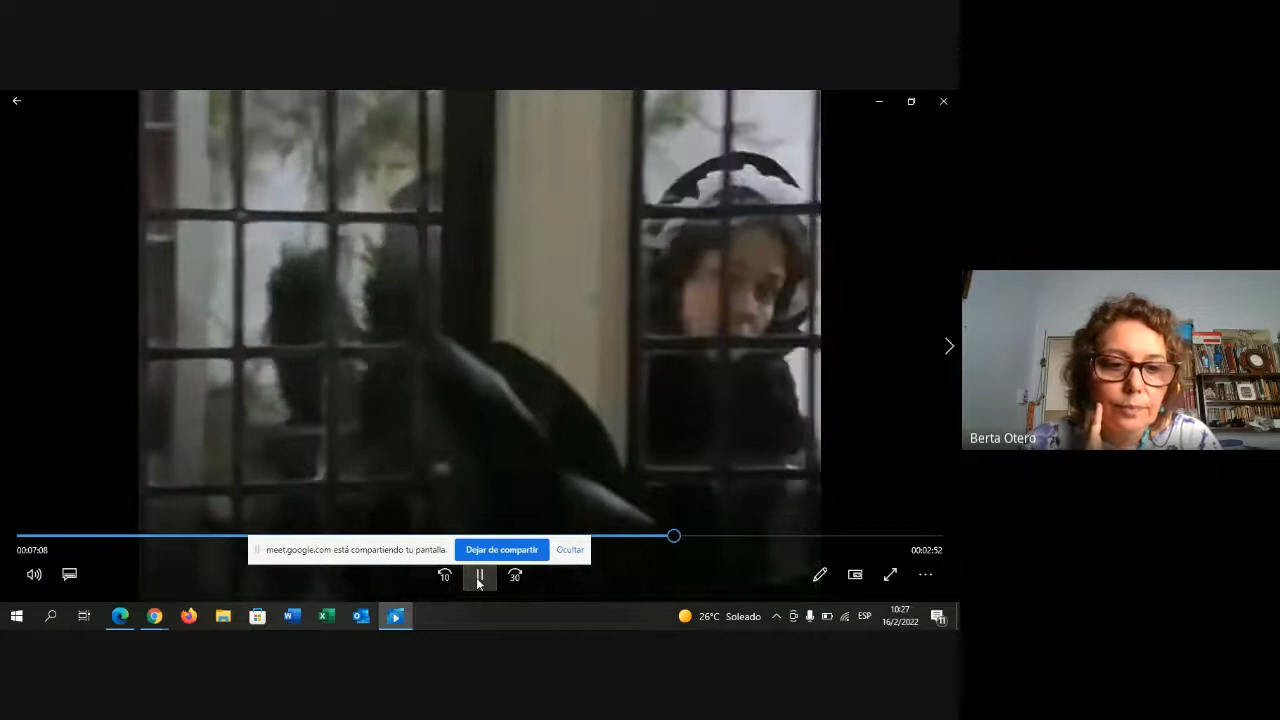 Berta Otero
00:07:08
meet.google.com está compartiendo tu pantalla.
Dejar de compartir
Ocultar
00:02:52
10
30
26°C Soleado
ESP
10:27
16/2/2022